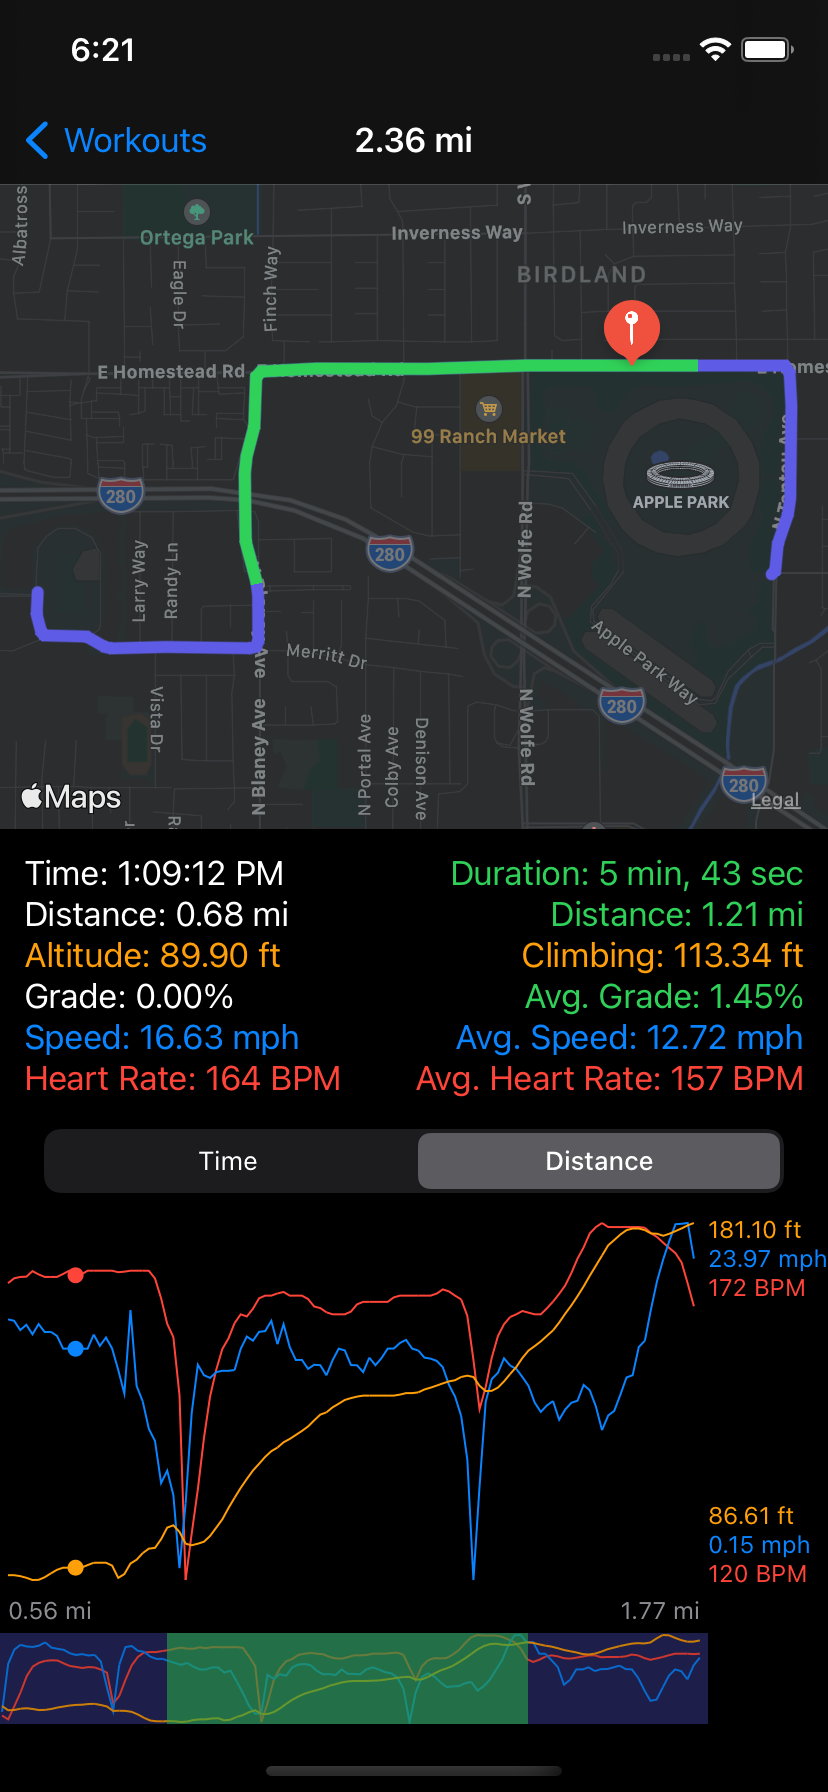 6:21
Workouts
2.36 mi
Albatross
Ortega Park
Eagle Dr
Finch Way
Inverness Way
Inverness Way
BIRDLAND
E Homestead Rd
99 Ranch Market
APPLE PARK
280
280
280
280
Larry Way
Randy Ln
N Wolfe Rd
Merritt Dr
Apple Park Way
Vista Dr
N Blaney Ave
N Portal Ave
Colby Ave
Denison Ave
N Wolfe Rd
Maps
Legal
Time: 1:09:12 PM
Distance: 0.68 mi
Altitude: 89.90 ft
Grade: 0.00%
Speed: 16.63 mph
Heart Rate: 164 BPM
Duration: 5 min, 43 sec
Distance: 1.21 mi
Climbing: 113.34 ft
Avg. Grade: 1.45%
Avg. Speed: 12.72 mph
Avg. Heart Rate: 157 BPM
Time
Distance
181.10 ft
23.97 mph
172 BPM
86.61 ft
0.15 mph
120 BPM
0.56 mi
1.77 mi